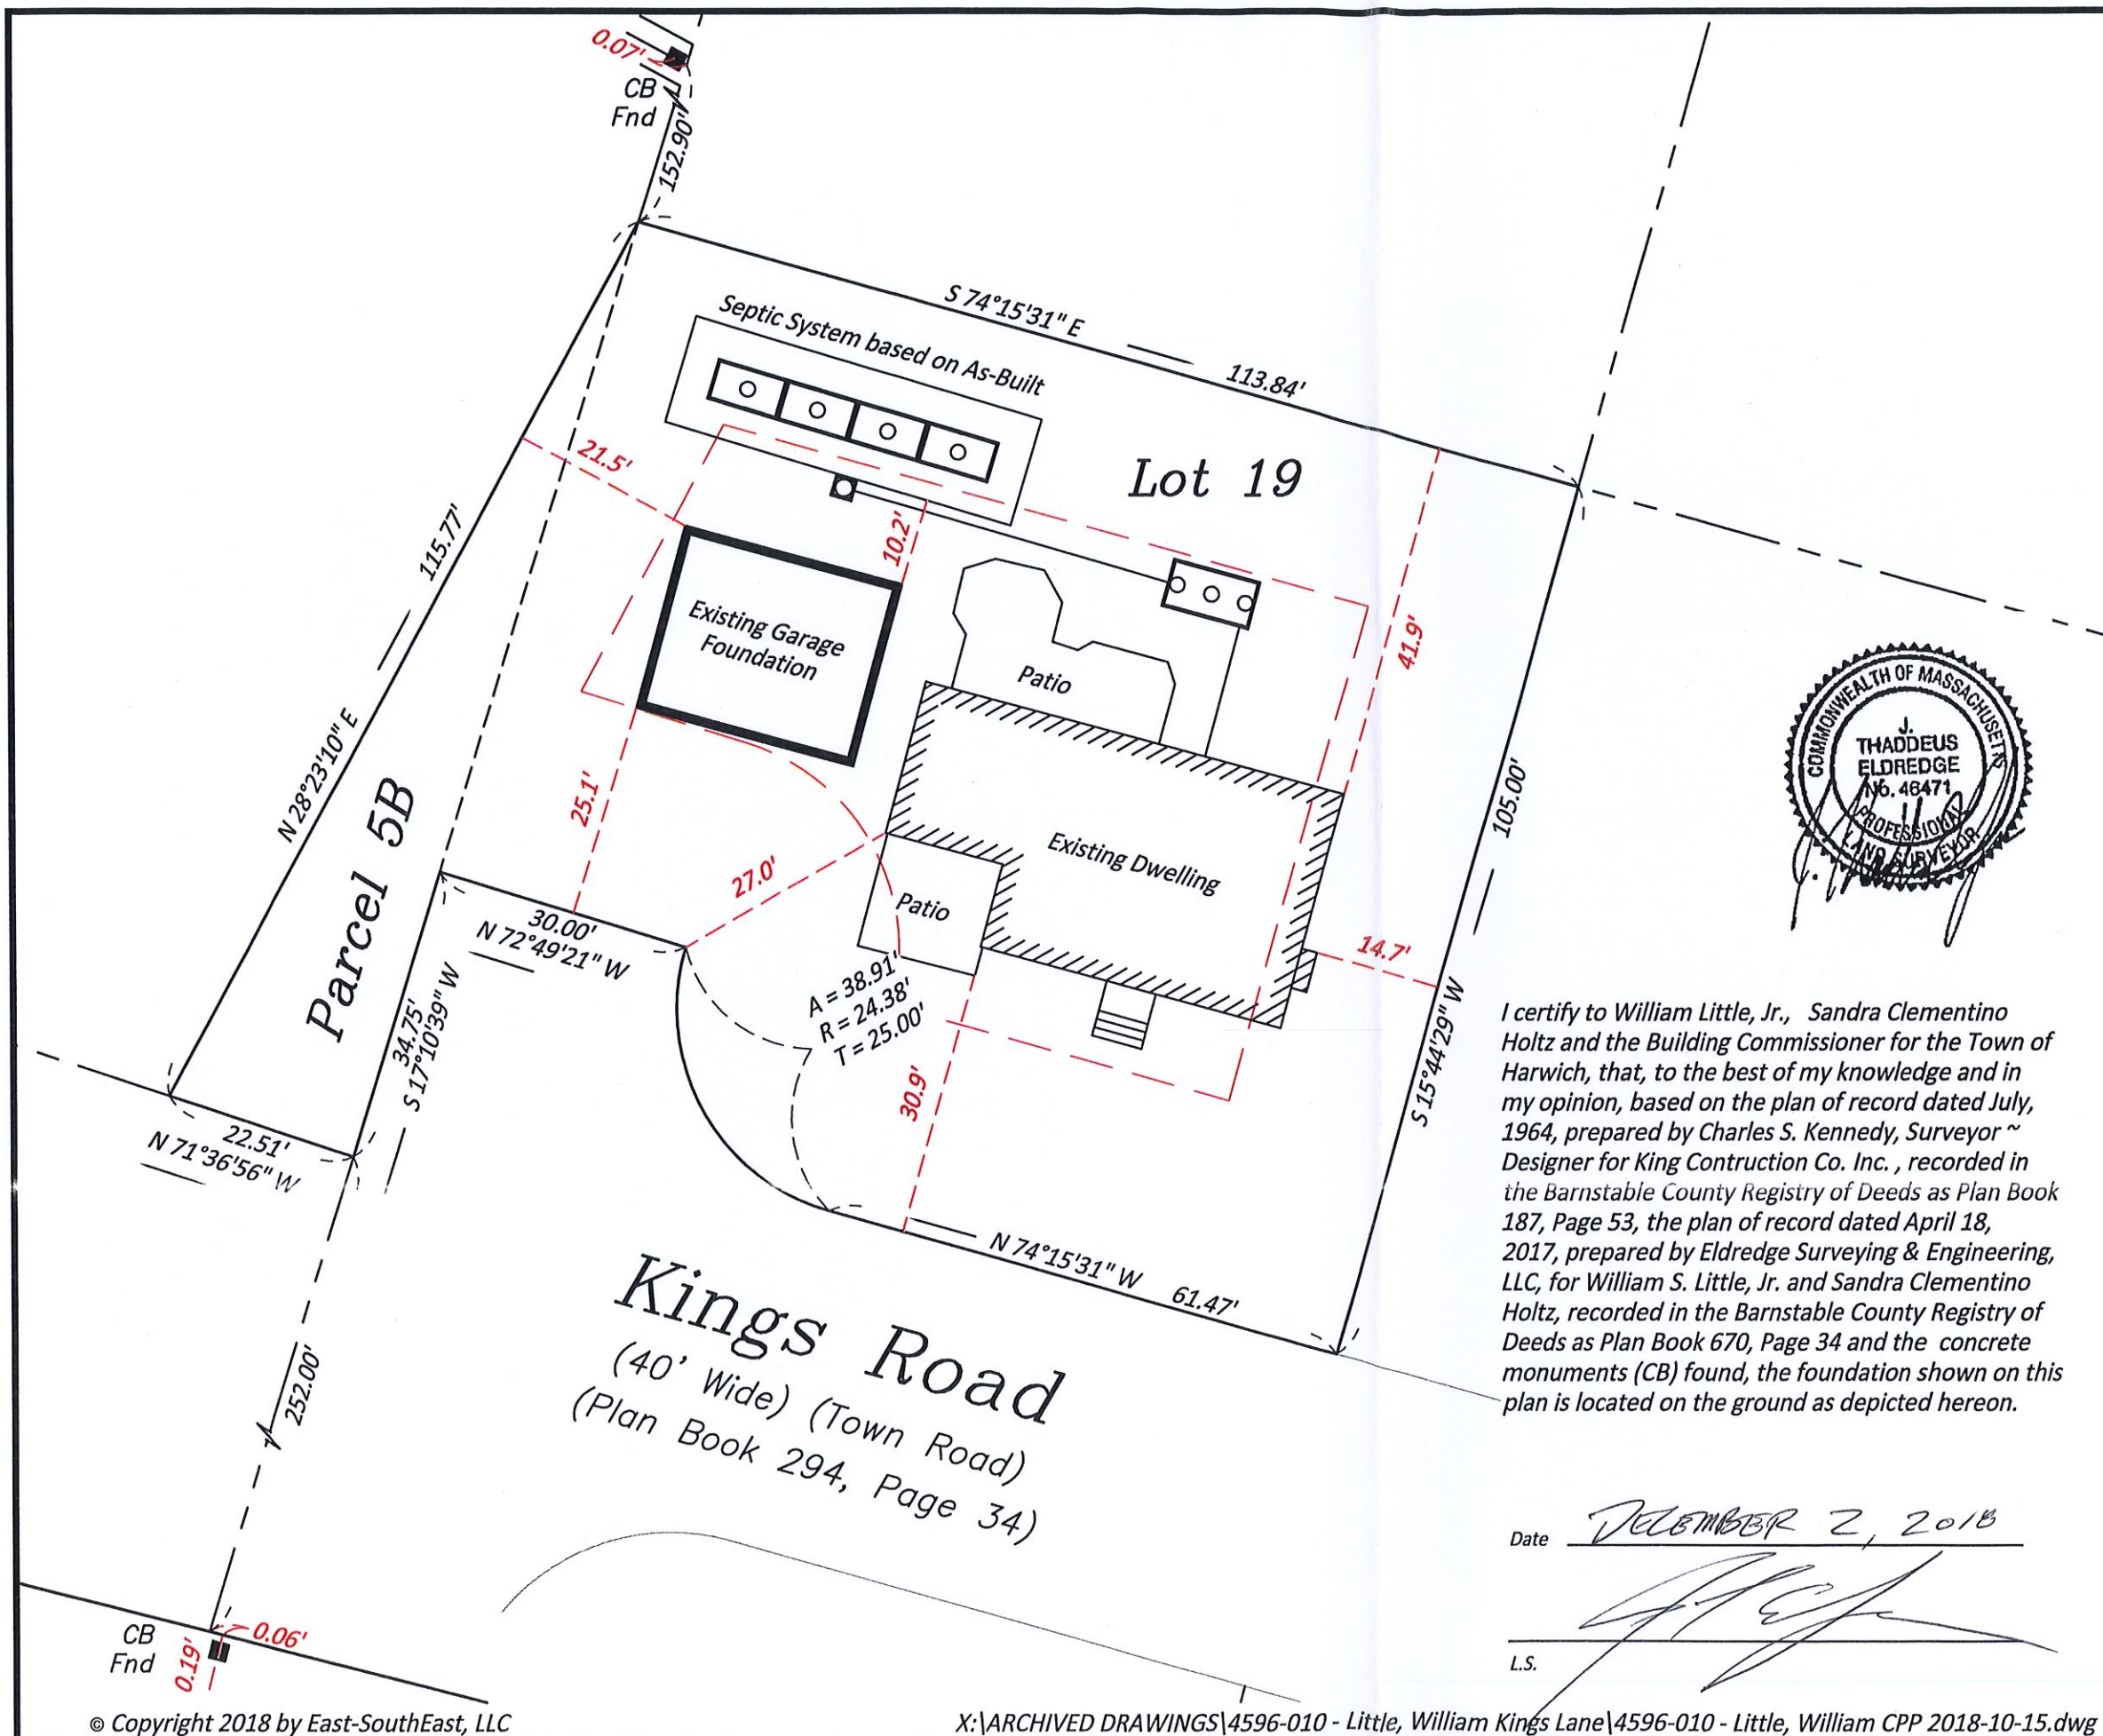 0.07'
CB
Fnd
152.90'
S 74°15'31" E
113.84'
Septic System based on As-Built
Lot 19
21.5'
10.2'
115.77'
N 28°23'10" E
Existing Garage
Foundation
Patio
41.9'
105.00'
S 15°44'29" W
25.1'
27.0'
Existing Dwelling
Patio
14.7'
Parcel 5B
30.00'
N 72°49'21" W
34.75'
S 17°10'39" W
A = 38.91'
R = 24.38'
T = 25.00'
30.9'
22.51'
N 71°36'56" W
N 74°15'31" W
61.47'
Kings Road
(40' Wide) (Town Road)
(Plan Book 294, Page 34)
252.00'
CB
Fnd
0.19'
0.06'
COMMONWEALTH OF MASSACHUSETTS
J.
THADDEUS
ELDREDGE
No. 46471
PROFESSIONAL
LAND SURVEYOR
I certify to William Little, Jr., Sandra Clementino
Holtz and the Building Commissioner for the Town of
Harwich, that, to the best of my knowledge and in
my opinion, based on the plan of record dated July,
1964, prepared by Charles S. Kennedy, Surveyor ~
Designer for King Contruction Co. Inc. , recorded in
the Barnstable County Registry of Deeds as Plan Book
187, Page 53, the plan of record dated April 18,
2017, prepared by Eldredge Surveying & Engineering,
LLC, for William S. Little, Jr. and Sandra Clementino
Holtz, recorded in the Barnstable County Registry of
Deeds as Plan Book 670, Page 34 and the concrete
monuments (CB) found, the foundation shown on this
plan is located on the ground as depicted hereon.
Date DECEMBER 2, 2018
L.S.
© Copyright 2018 by East-SouthEast, LLC
X:\ARCHIVED DRAWINGS\4596-010 - Little, William Kings Lane\4596-010 - Little, William CPP 2018-10-15.dwg